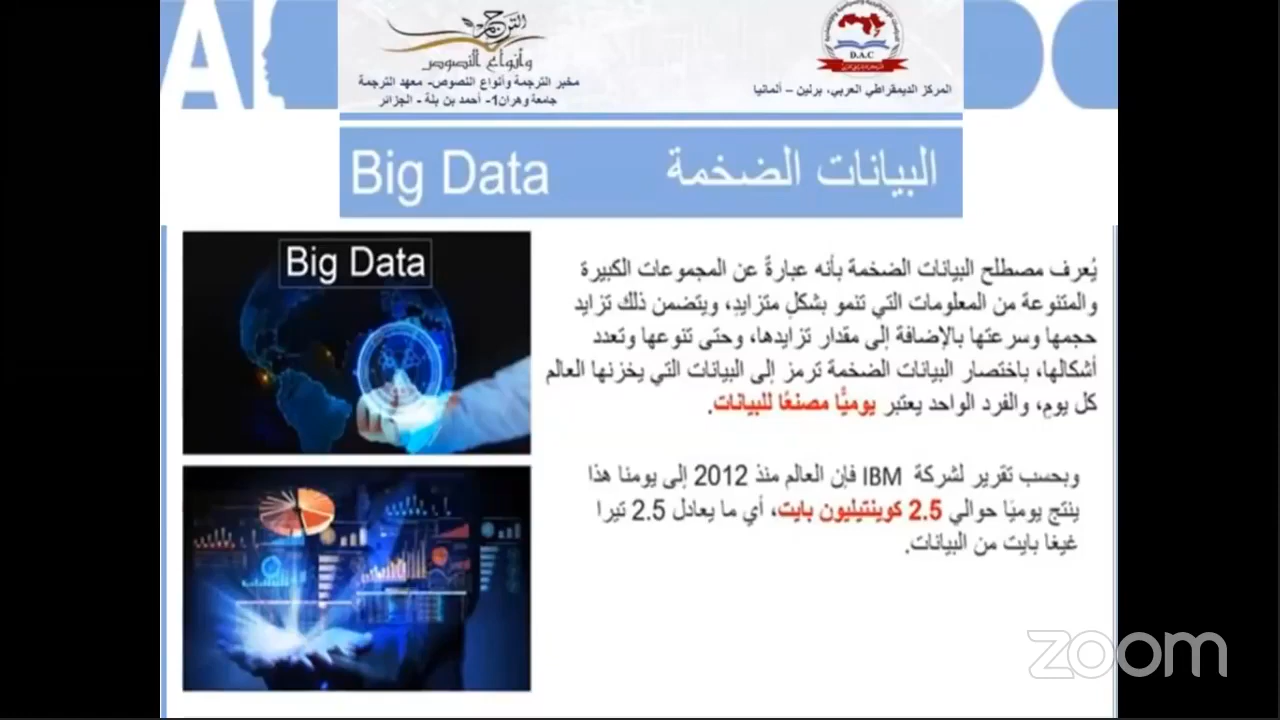 الترجمة
وأنواع النصوص
مخبر الترجمة وأنواع النصوص- معهد الترجمة
جامعة وهران1- أحمد بن بلة - الجزائر
D.A.C
المركز الديمقراطي العربي، برلين – ألمانيا
البيانات الضخمة Big Data
Big Data
يُعرف مصطلح البيانات الضخمة بأنه عبارةً عن المجموعات الكبيرة
والمتنوعة من المعلومات التي تنمو بشكلٍ متزايدٍ، ويتضمن ذلك تزايد
حجمها وسرعتها بالإضافة إلى مقدار تزايدها، وحتى تنوعها وتعدد
أشكالها، باختصار البيانات الضخمة ترمز إلى البيانات التي يخزنها العالم
كل يومٍ، والفرد الواحد يعتبر يوميًّا مصنعًا للبيانات.
وبحسب تقرير لشركة IBM فإن العالم منذ 2012 إلى يومنا هذا
ينتج يوميًا حوالي 2.5 كوينتيليون بايت، أي ما يعادل 2.5 تيرا
غيغا بايت من البيانات.
zoom